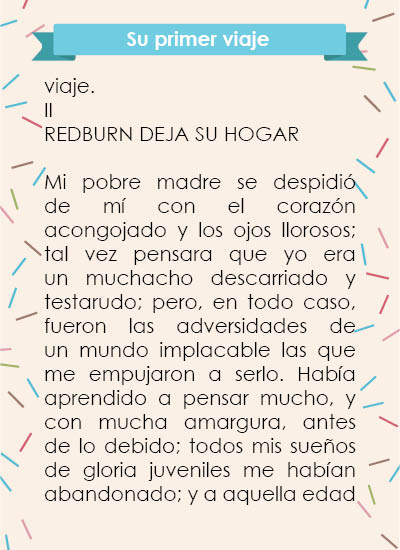 Su primer viaje
viaje.
II
REDBURN DEJA SU HOGAR
Mi pobre madre se despidió
de mí con el corazón
acongojado y los ojos llorosos;
tal vez pensara que yo era
un muchacho descarriado y
testarudo; pero, en todo caso,
fueron las adversidades de
un mundo implacable las que
me empujaron a serlo. Había
aprendido a pensar mucho, y
con mucha amargura, antes
de lo debido; todos mis sueños
de gloria juveniles me habían
abandonado; y a aquella edad